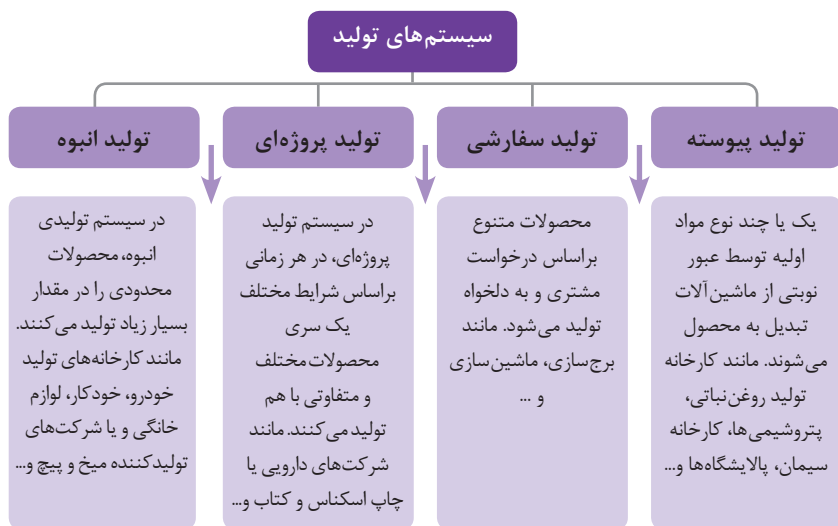 سیستم‌های تولید
تولید پیوسته
یک یا چند نوع مواد
اولیه توسط عبور
نوبتی از ماشین‌آلات
تبدیل به محصول
می‌شوند. مانند کارخانه
تولید روغن‌نباتی،
پتروشیمی‌ها، کارخانه
سیمان، پالایشگاه‌ها و...
تولید سفارشی
محصولات متنوع
براساس درخواست
مشتری و به دلخواه
تولید می‌شود. مانند
برج‌سازی، ماشین‌سازی
و ...
تولید پروژه‌ای
در سیستم تولید
پروژه‌ای، در هر زمانی
براساس شرایط مختلف
یک سری
محصولات مختلف
و متفاوتی با هم
تولید می‌کنند. مانند
شرکت‌های دارویی یا
چاپ اسکناس و کتاب و...
تولید انبوه
در سیستم تولیدی
انبوه، محصولات
محدودی را در مقدار
بسیار زیاد تولید می‌کنند.
مانند کارخانه‌های تولید
خودرو، خودکار، لوازم
خانگی و یا شرکت‌های
تولیدکننده میخ و پیچ و...